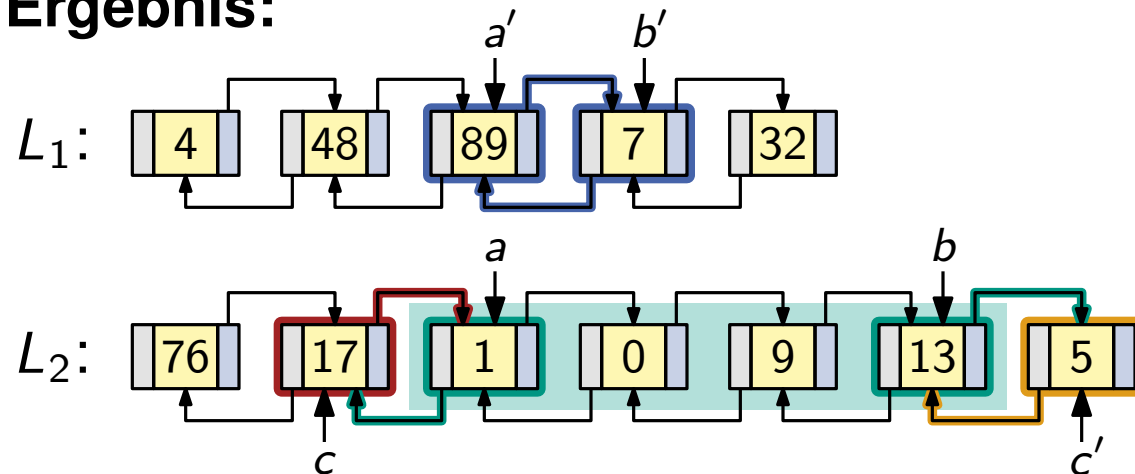 Ergebnis:
a′ b′
L₁: 4 48 89 7 32
a b
L₂: 76 17 1 0 9 13 5
c c′